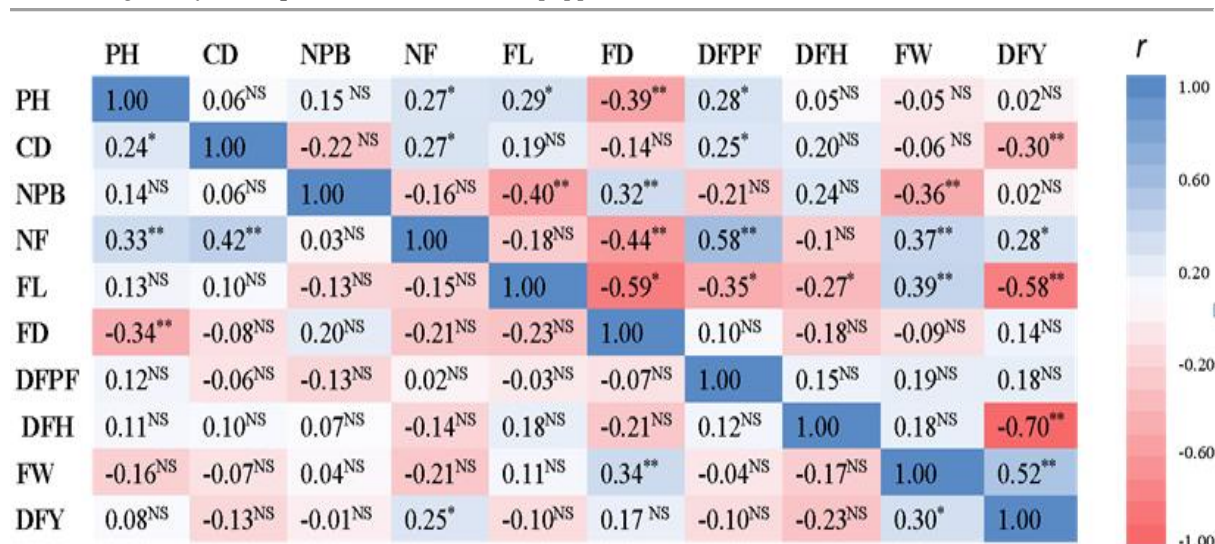 PH CD NPB NF FL FD DFPF DFH FW DFY r
PH 1.00 0.06NS 0.15 NS 0.27* 0.29* -0.39** 0.28* 0.05NS -0.05 NS 0.02NS 1.00
CD 0.24* 1.00 -0.22 NS 0.27* 0.19NS -0.14NS 0.25* 0.20NS -0.06 NS -0.30**
NPB 0.14NS 0.06NS 1.00 -0.16NS -0.40** 0.32** -0.21NS 0.24NS -0.36** 0.02NS 0.60
NF 0.33** 0.42** 0.03NS 1.00 -0.18NS -0.44** 0.58** -0.1NS 0.37** 0.28*
FL 0.13NS 0.10NS -0.13NS -0.15NS 1.00 -0.59* -0.35* -0.27* 0.39** -0.58** 0.20
FD -0.34** -0.08NS 0.20NS -0.21NS -0.23NS 1.00 0.10NS -0.18NS -0.09NS 0.14NS
DFPF 0.12NS -0.06NS -0.13NS 0.02NS -0.03NS -0.07NS 1.00 0.15NS 0.19NS 0.18NS -0.20
DFH 0.11NS 0.10NS 0.07NS -0.14NS 0.18NS -0.21NS 0.12NS 1.00 0.18NS -0.70**
FW -0.16NS -0.07NS 0.04NS -0.21NS 0.11NS 0.34** -0.04NS -0.17NS 1.00 0.52** -0.60
DFY 0.08NS -0.13NS -0.01NS 0.25* -0.10NS 0.17 NS -0.10NS -0.23NS 0.30* 1.00 -1.00